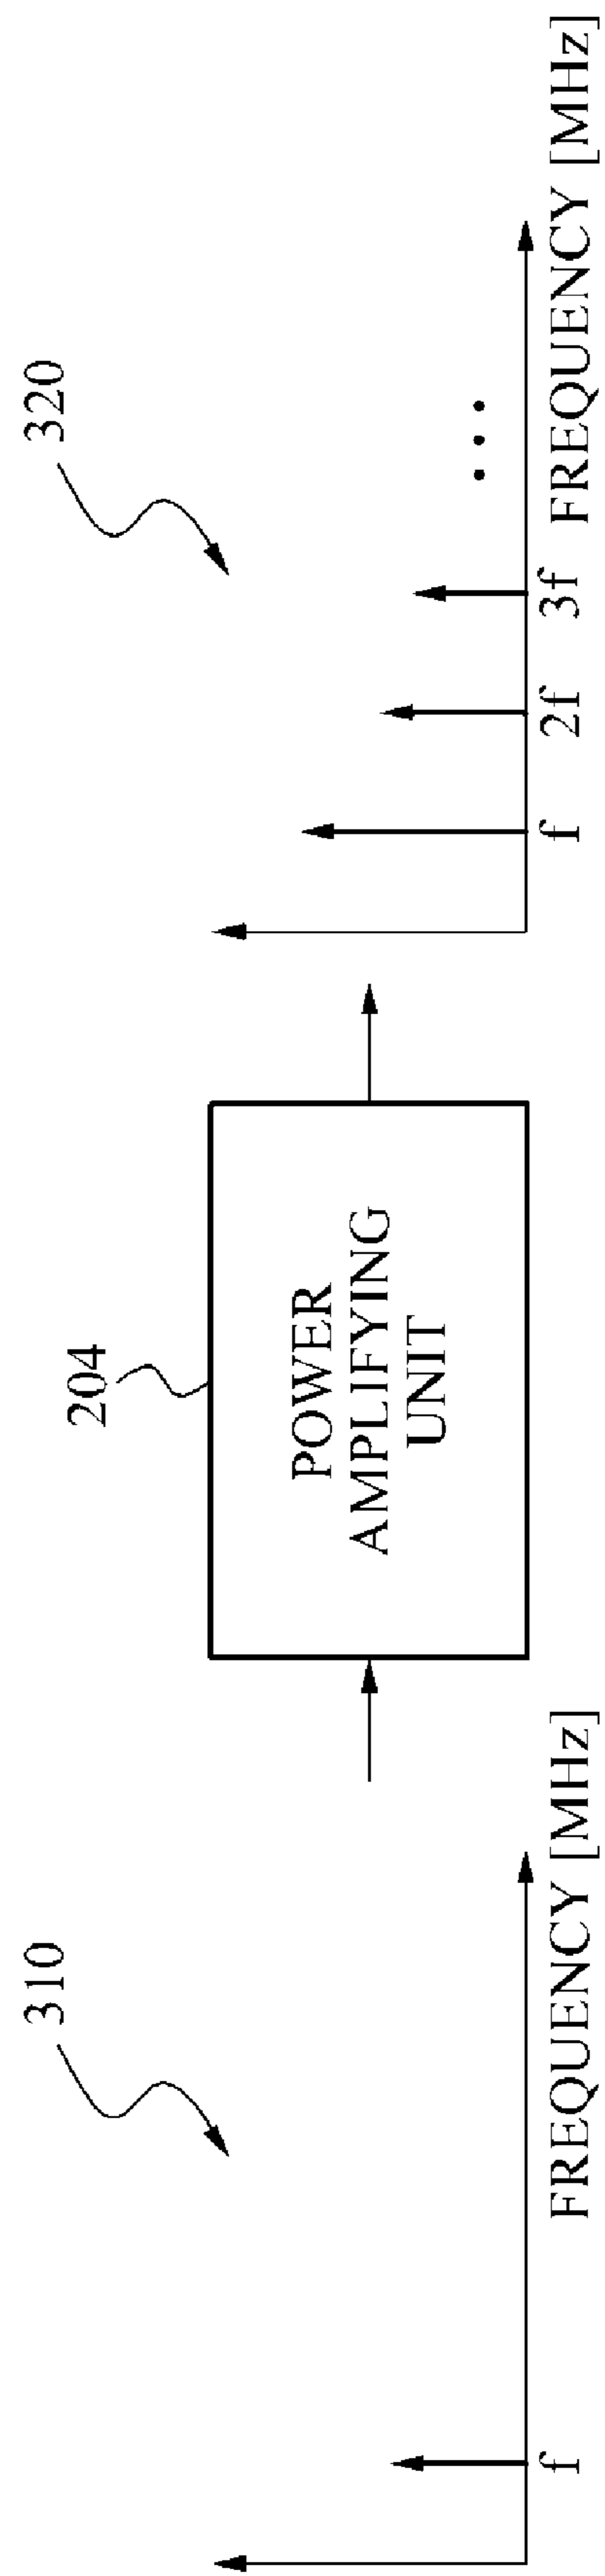 310
f
FREQUENCY [MHz]
204
POWER
AMPLIFYING
UNIT
320
...
f
2f
3f
FREQUENCY [MHz]